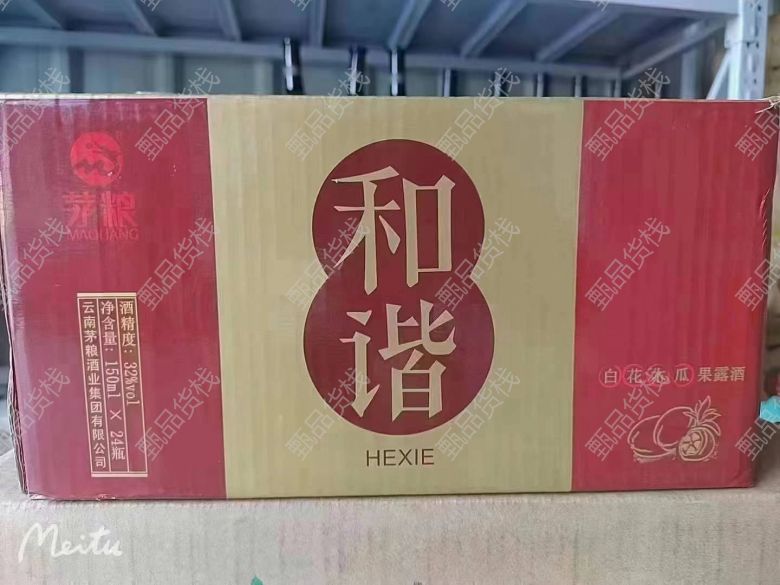 茅粮
MAOLIANG
酒精度：32%vol
净含量：150ml X 24瓶
云南茅粮酒业集团有限公司
和
谐
HEXIE
白花木瓜果露酒
Meitu
甄品货栈